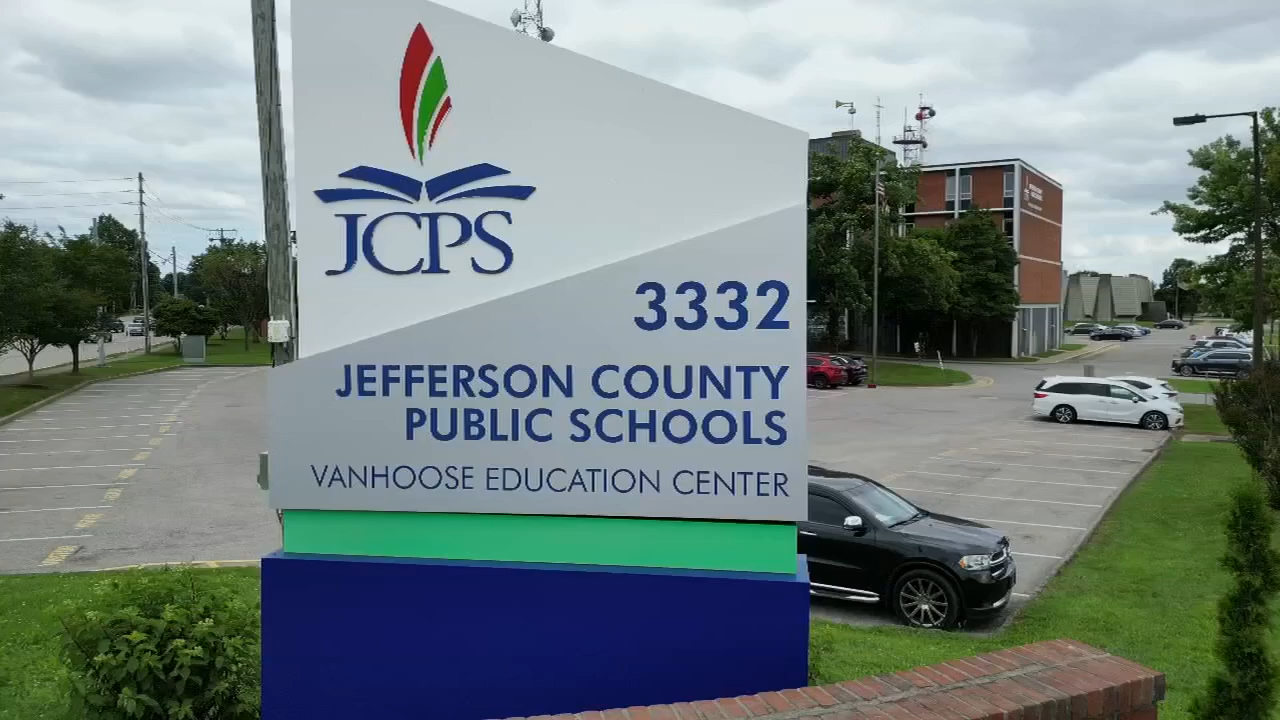 JCPS
3332
JEFFERSON COUNTY
PUBLIC SCHOOLS
VANHOOSE EDUCATION CENTER